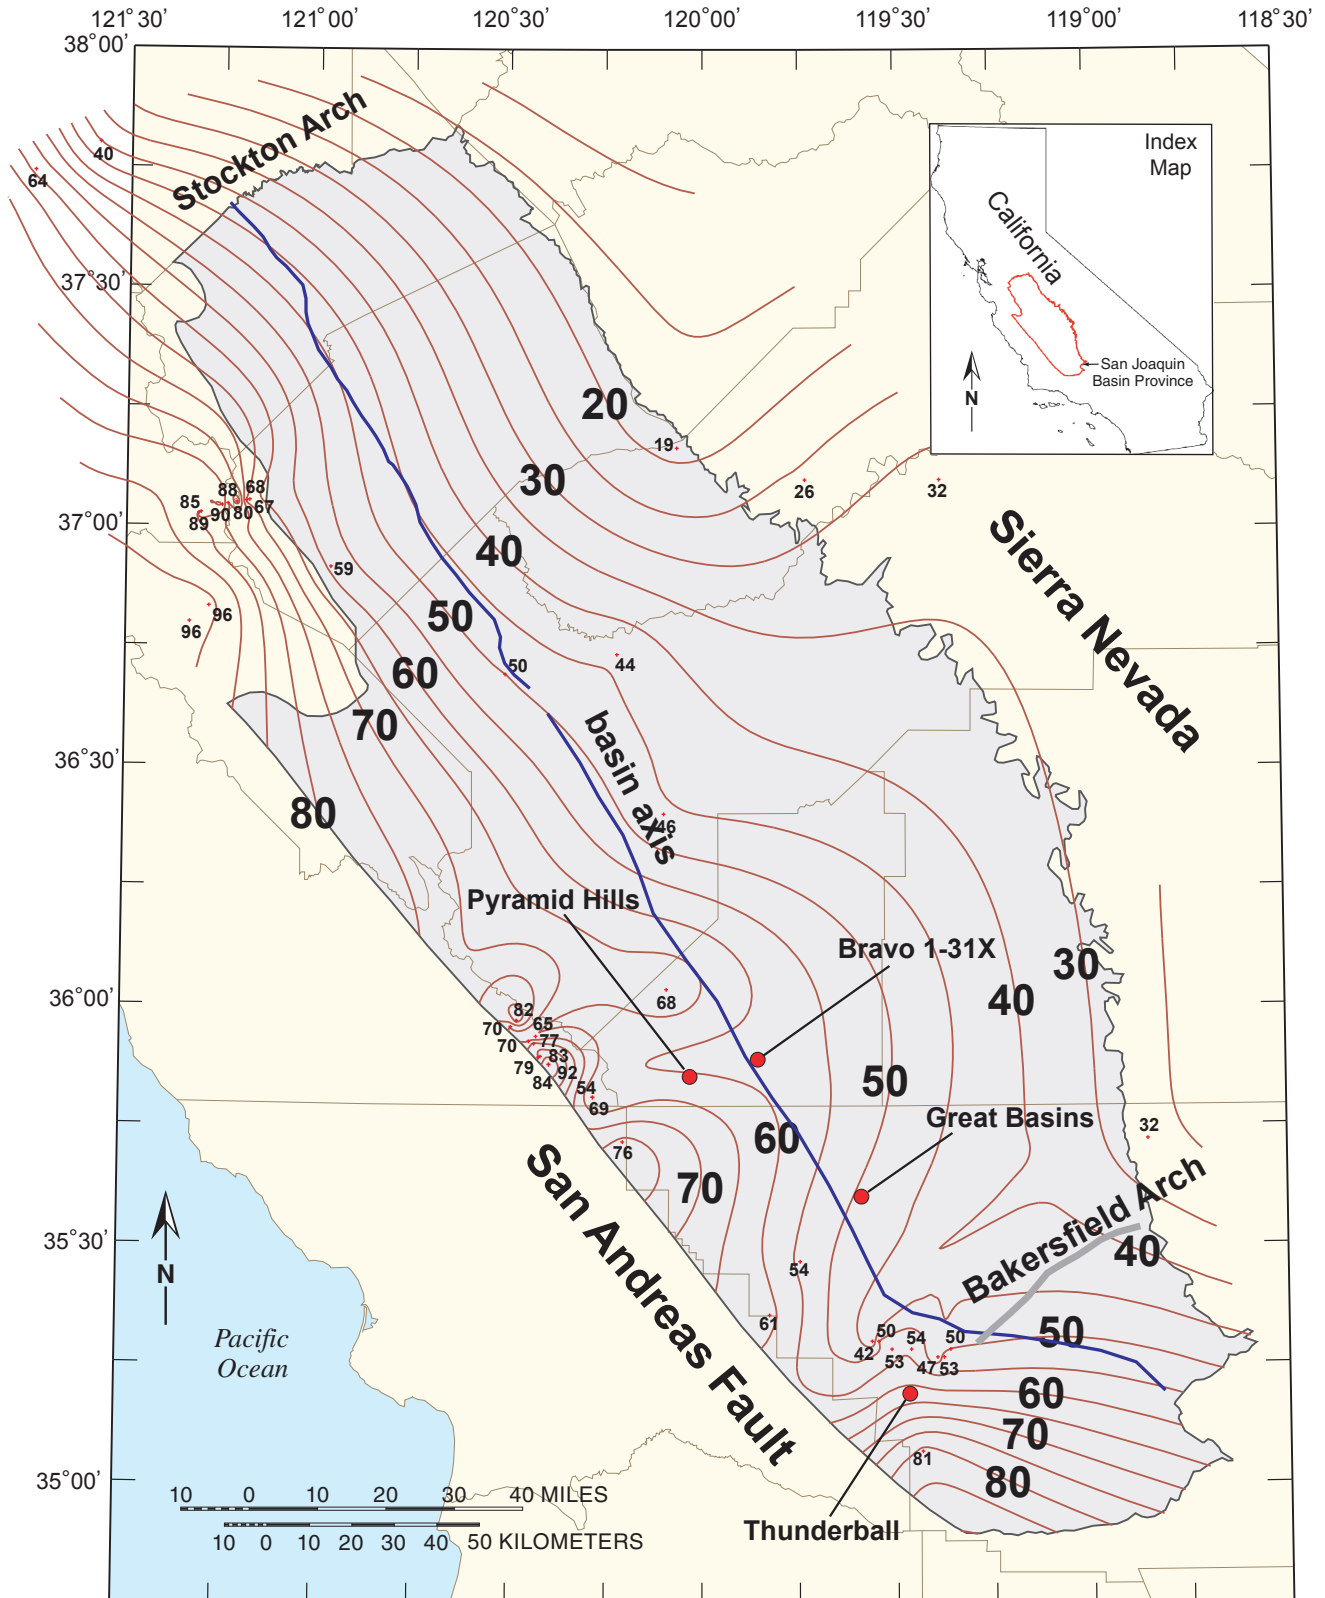 121°30’ 121°00’ 120°30’ 120°00’ 119°30’ 119°00’ 118°30’
38°00’
Stockton Arch
40
64
Index
Map
California
San Joaquin
Basin Province
N
37°30’
20
19
30
26
32
88 68
85
90 80 67
89
37°00’
40
59
Sierra Nevada
50
96
96
60
50
44
70
basin axis
36°30’
80
46
Pyramid Hills
Bravo 1-31X
30
40
68
36°00’
82
65
70
70
77
83
79
92
84
54
69
50
Great Basins
60
32
76
San Andreas Fault
70
Bakersfield Arch
35°30’
40
54
N
61
50
54
50
50
42
53
47
53
Pacific
Ocean
60
70
81
80
35°00’
10 0 10 20 30 40 MILES
Thunderball
10 0 10 20 30 40 50 KILOMETERS